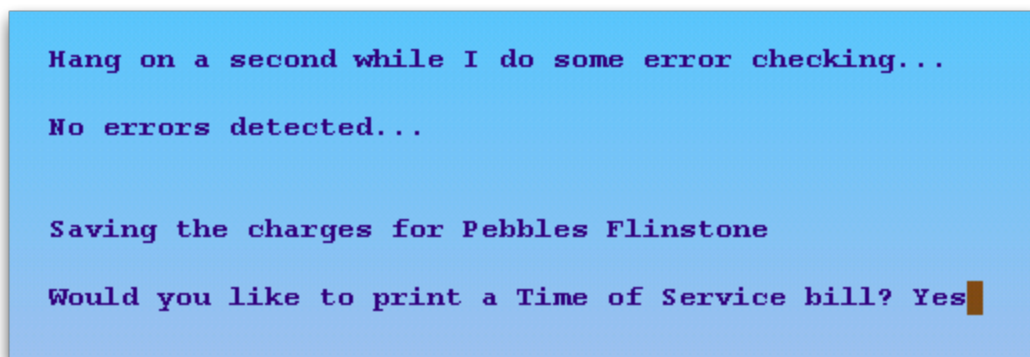 Hang on a second while I do some error checking...
No errors detected...
Saving the charges for Pebbles Flinstone
Would you like to print a Time of Service bill? Yes